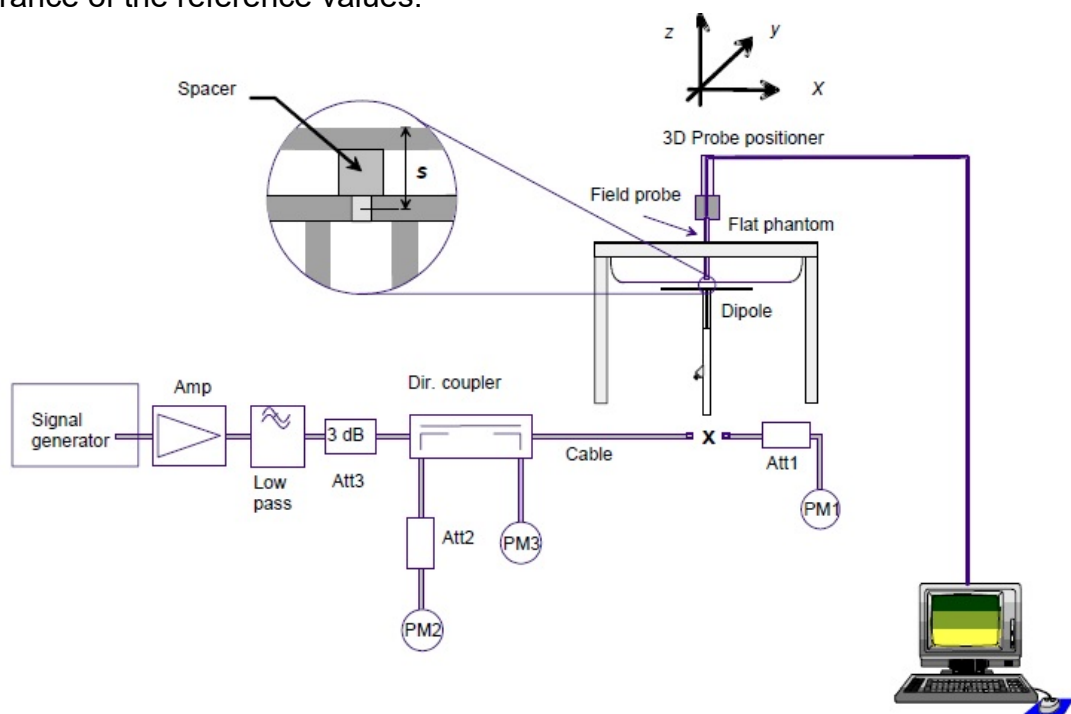 rance of the reference values.
z
y
X
Spacer
3D Probe positioner
s
Field probe
Flat phantom
Dipole
Dir. coupler
Amp
Signal
generator
3 dB
X
Cable
Low
pass
Att3
Att1
PM1
Att2
PM3
PM2